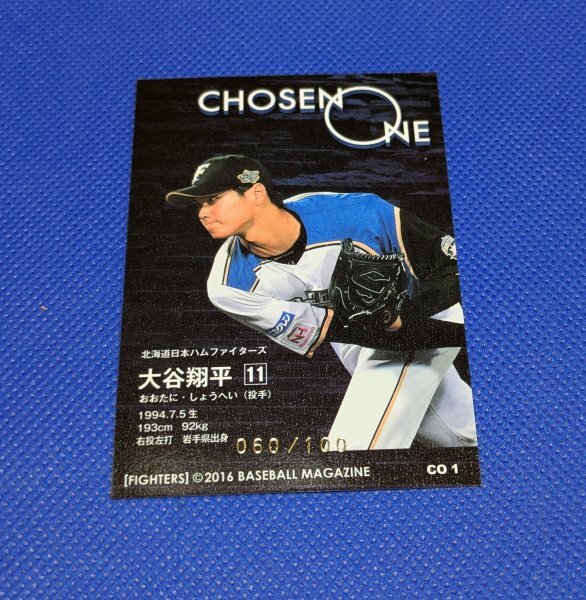 CHOSEN
ONE
北海道日本ハムファイターズ
大谷翔平 11
おおたに・しょうへい（投手）
1994.7.5生
193cm 92kg
右投左打 岩手県出身
060/100
[FIGHTERS] ©2016 BASEBALL MAGAZINE
CO 1